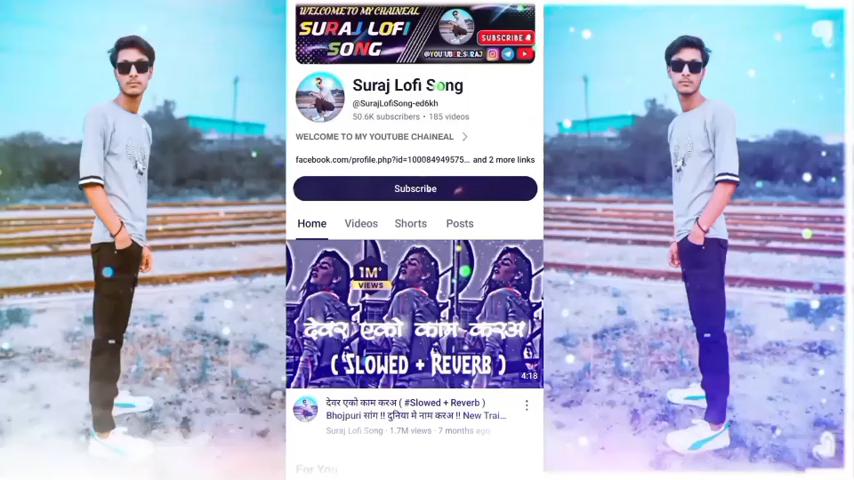 WELCOME TO MY CHAINEAL
SURAJ LOFI
SONG
SUBSCRIBE
@YOUTUBER.SURAJ
Suraj Lofi Song
@SurajLofiSong-ed6kh
50.6K subscribers • 185 videos
WELCOME TO MY YOUTUBE CHAINEAL
facebook.com/profile.php?id=100084949575... and 2 more links
Subscribe
Home Videos Shorts Posts
1M+
VIEWS
देवर एको काम करअ
( SLOWED + REVERB )
4:18
देवर एको काम करअ ( #Slowed + Reverb )
Bhojpuri सांग !! दुनिया मे नाम करअ !! New Trai...
Suraj Lofi Song · 1.7M views · 7 months ago
For You